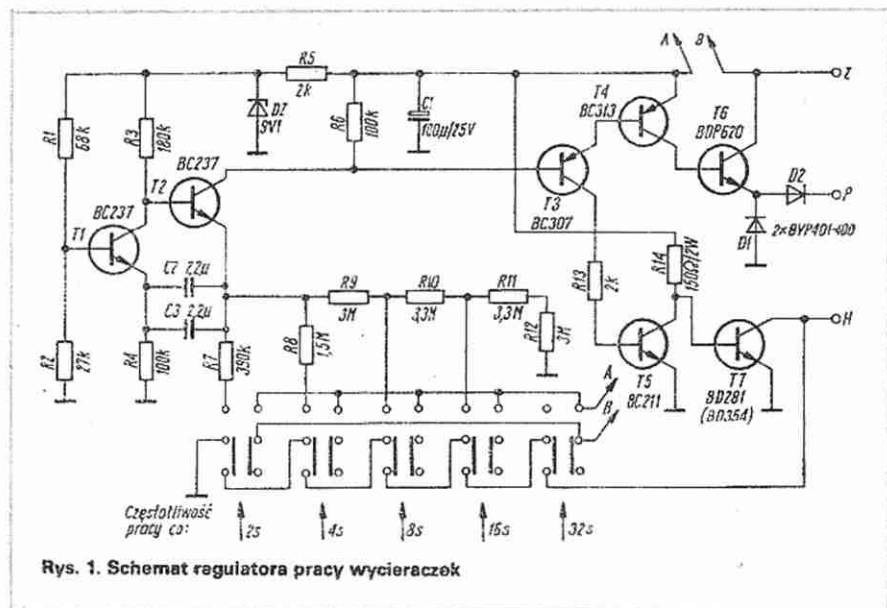 A B
R5
2k
DZ
9V1
R6
100k
C1
100µ/25V
T4
BC313
T6
BDP620
Z
R1
68k
R3
180k
BC237
T2
BC237
T1
T3
BC307
D2
P
D1
2×BYP401-400
R14
150Ω/2W
C2 2,2µ
C3 2,2µ
R9
3M
R10
3,3M
R11
3,3M
R12
3M
R13
2k
H
R2
27k
R4
100k
R7
390k
R8
1,5M
A
B
T5
BC211
T7
BD281
(BD354)
Częstotliwość
pracy co:
2s
4s
8s
16s
32s
Rys. 1. Schemat regulatora pracy wycieraczek